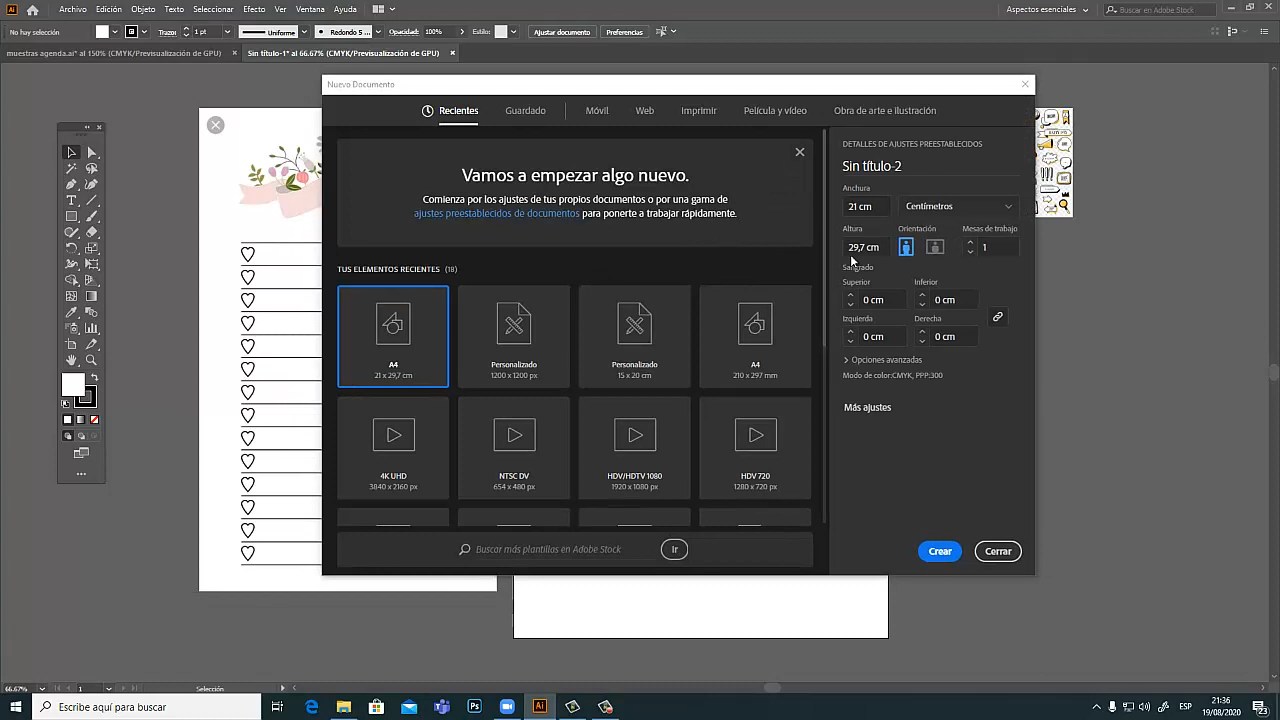 Archivo Edición Objeto Texto Seleccionar Efecto Ver Ventana Ayuda
Aspectos esenciales
Buscar en Adobe Stock
No hay selección
Trazo: 1 pt
Uniforme
Redondo 5...
Opacidad: 100%
Estilo:
Ajustar documento
Preferencias
muestras agenda.ai* al 150% (CMYK/Previsualización de GPU)
Sin título-1* al 66.67% (CMYK/Previsualización de GPU)
Nuevo Documento
Recientes
Guardado
Móvil
Web
Imprimir
Película y vídeo
Obra de arte e ilustración
Vamos a empezar algo nuevo.
Comienza por los ajustes de tus propios documentos o por una gama de
ajustes preestablecidos de documentos para ponerte a trabajar rápidamente.
TUS ELEMENTOS RECIENTES (18)
A4
21 x 29,7 cm
Personalizado
1200 x 1200 px
Personalizado
15 x 20 cm
A4
210 x 297 mm
4K UHD
3840 x 2160 px
NTSC DV
654 x 480 px
HDV/HDTV 1080
1920 x 1080 px
HDV 720
1280 x 720 px
Buscar más plantillas en Adobe Stock
Ir
DETALLES DE AJUSTES PREESTABLECIDOS
Sin título-2
Anchura
21 cm
Centímetros
Altura
Orientación
Mesas de trabajo
29,7 cm
1
Sangrado
Superior
Inferior
0 cm
0 cm
Izquierda
Derecha
0 cm
0 cm
Opciones avanzadas
Modo de color:CMYK, PPP:300
Más ajustes
Crear
Cerrar
66.67%
1
Selección
Escribe aquí para buscar
Ps
Ai
ESP
21:36
19/08/2020